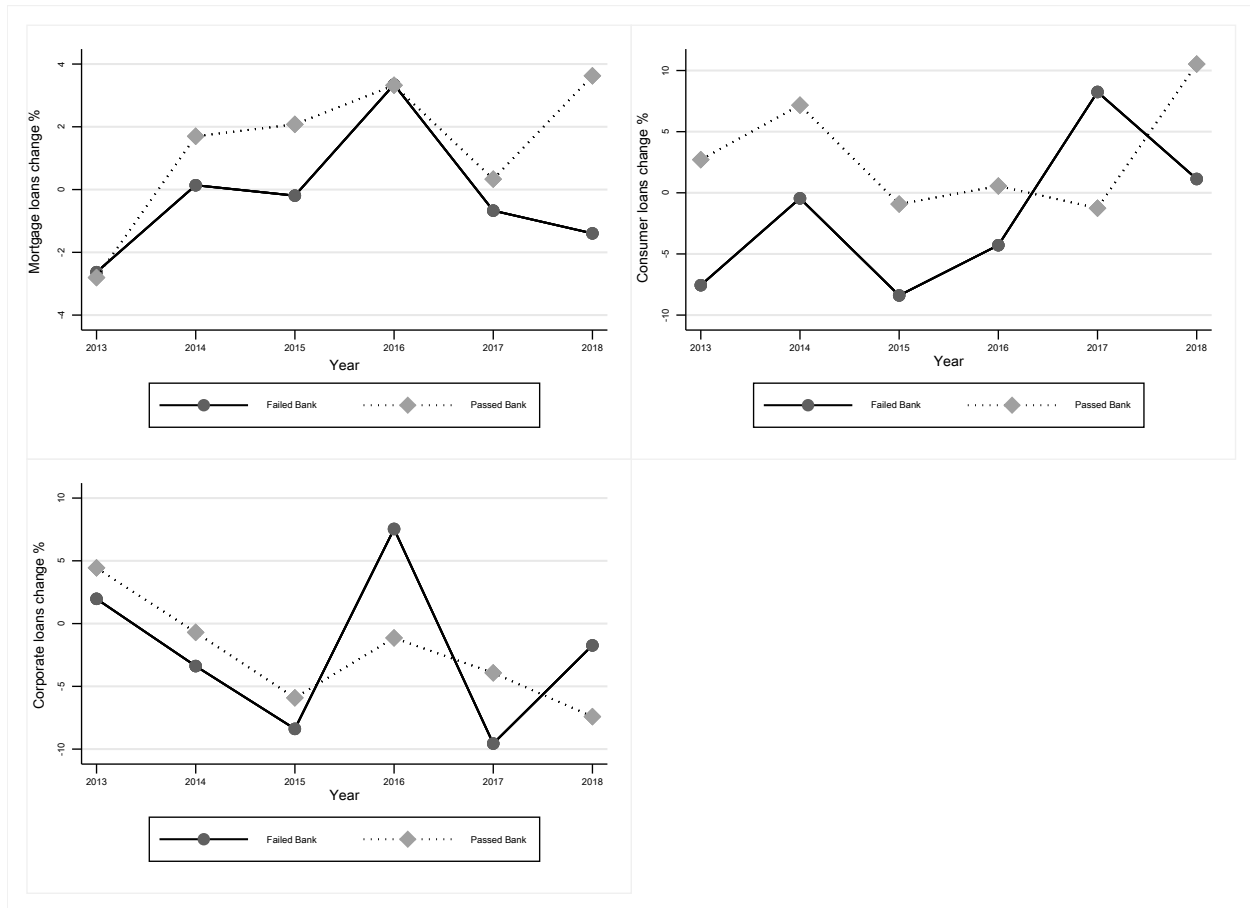 Mortgage loans change %
4
2
0
-2
-4
2013 2014 2015 2016 2017 2018
Year
Failed Bank Passed Bank
Consumer loans change %
10
5
0
-5
-10
2013 2014 2015 2016 2017 2018
Year
Failed Bank Passed Bank
Corporate loans change %
10
5
0
-5
-10
2013 2014 2015 2016 2017 2018
Year
Failed Bank Passed Bank